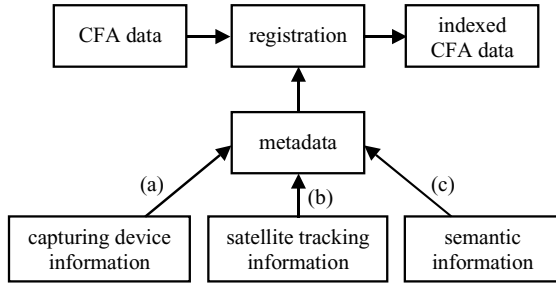 CFA data
registration
indexed
CFA data
metadata
(a)
(b)
(c)
capturing device
information
satellite tracking
information
semantic
information